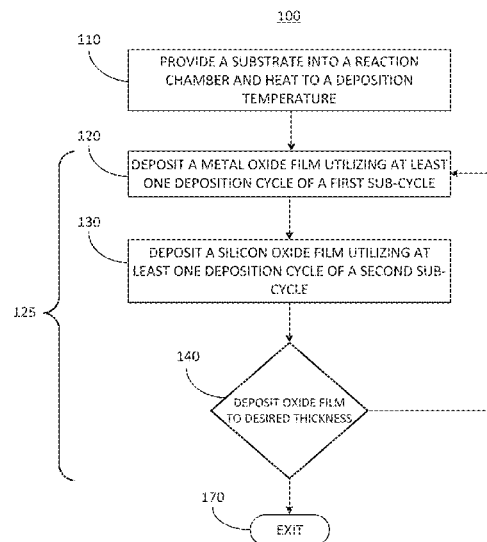 100
110
PROVIDE A SUBSTRATE INTO A REACTION
CHAMBER AND HEAT TO A DEPOSITION
TEMPERATURE
120
DEPOSIT A METAL OXIDE FILM UTILIZING AT LEAST
ONE DEPOSITION CYCLE OF A FIRST SUB-CYCLE
130
DEPOSIT A SILICON OXIDE FILM UTILIZING AT
LEAST ONE DEPOSITION CYCLE OF A SECOND SUB-
CYCLE
125
140
DEPOSIT OXIDE FILM
TO DESIRED THICKNESS
170
EXIT